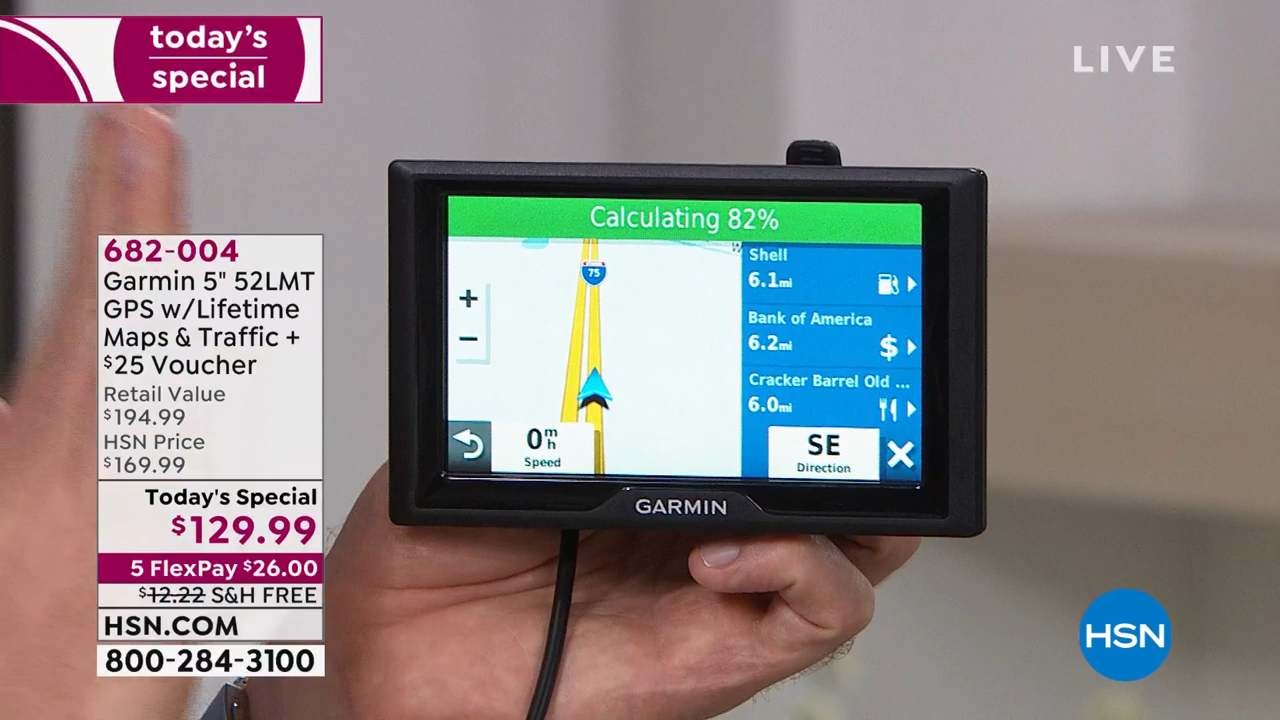 today's
special
LIVE
682-004
Garmin 5" 52LMT
GPS w/Lifetime
Maps & Traffic +
$25 Voucher
Retail Value
$194.99
HSN Price
$169.99
Today's Special
$129.99
5 FlexPay $26.00
$12.22 S&H FREE
HSN.COM
800-284-3100
Calculating 82%
75
+
−
0 mh
Speed
Shell
6.1mi
Bank of America
6.2mi
$
Cracker Barrel Old ...
6.0mi
SE
Direction
GARMIN
HSN